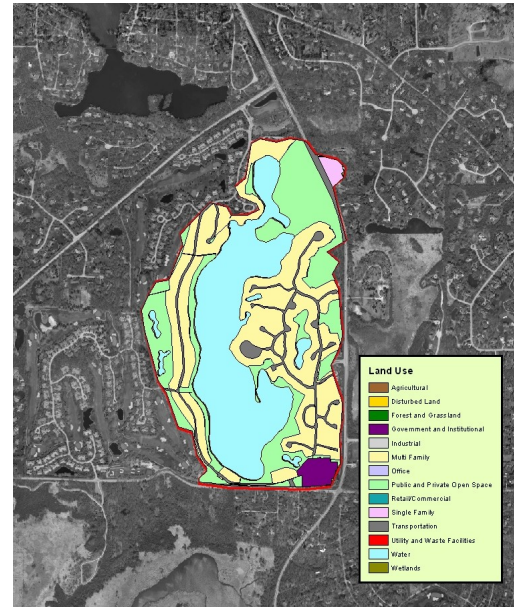 Land Use
Agricultural
Disturbed Land
Forest and Grassland
Government and Institutional
Industrial
Multi Family
Office
Public and Private Open Space
Retail/Commercial
Single Family
Transportation
Utility and Waste Facilities
Water
Wetlands